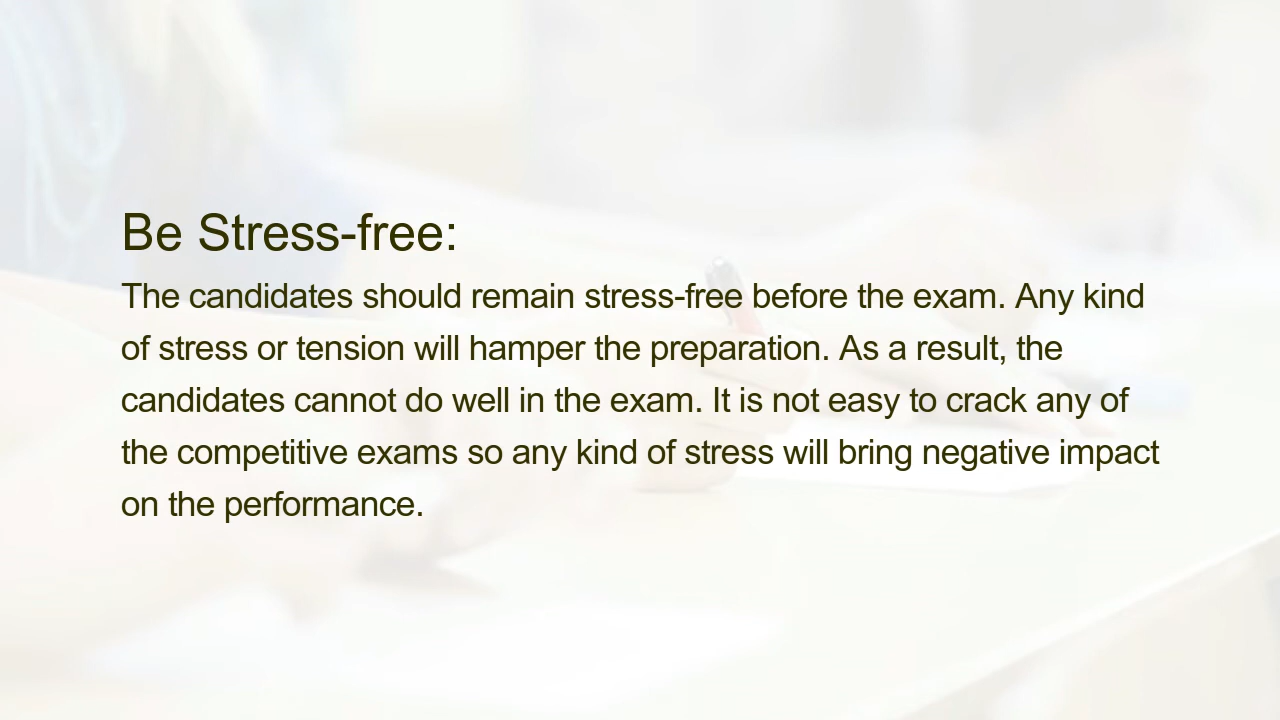 Be Stress-free:
The candidates should remain stress-free before the exam. Any kind
of stress or tension will hamper the preparation. As a result, the
candidates cannot do well in the exam. It is not easy to crack any of
the competitive exams so any kind of stress will bring negative impact
on the performance.